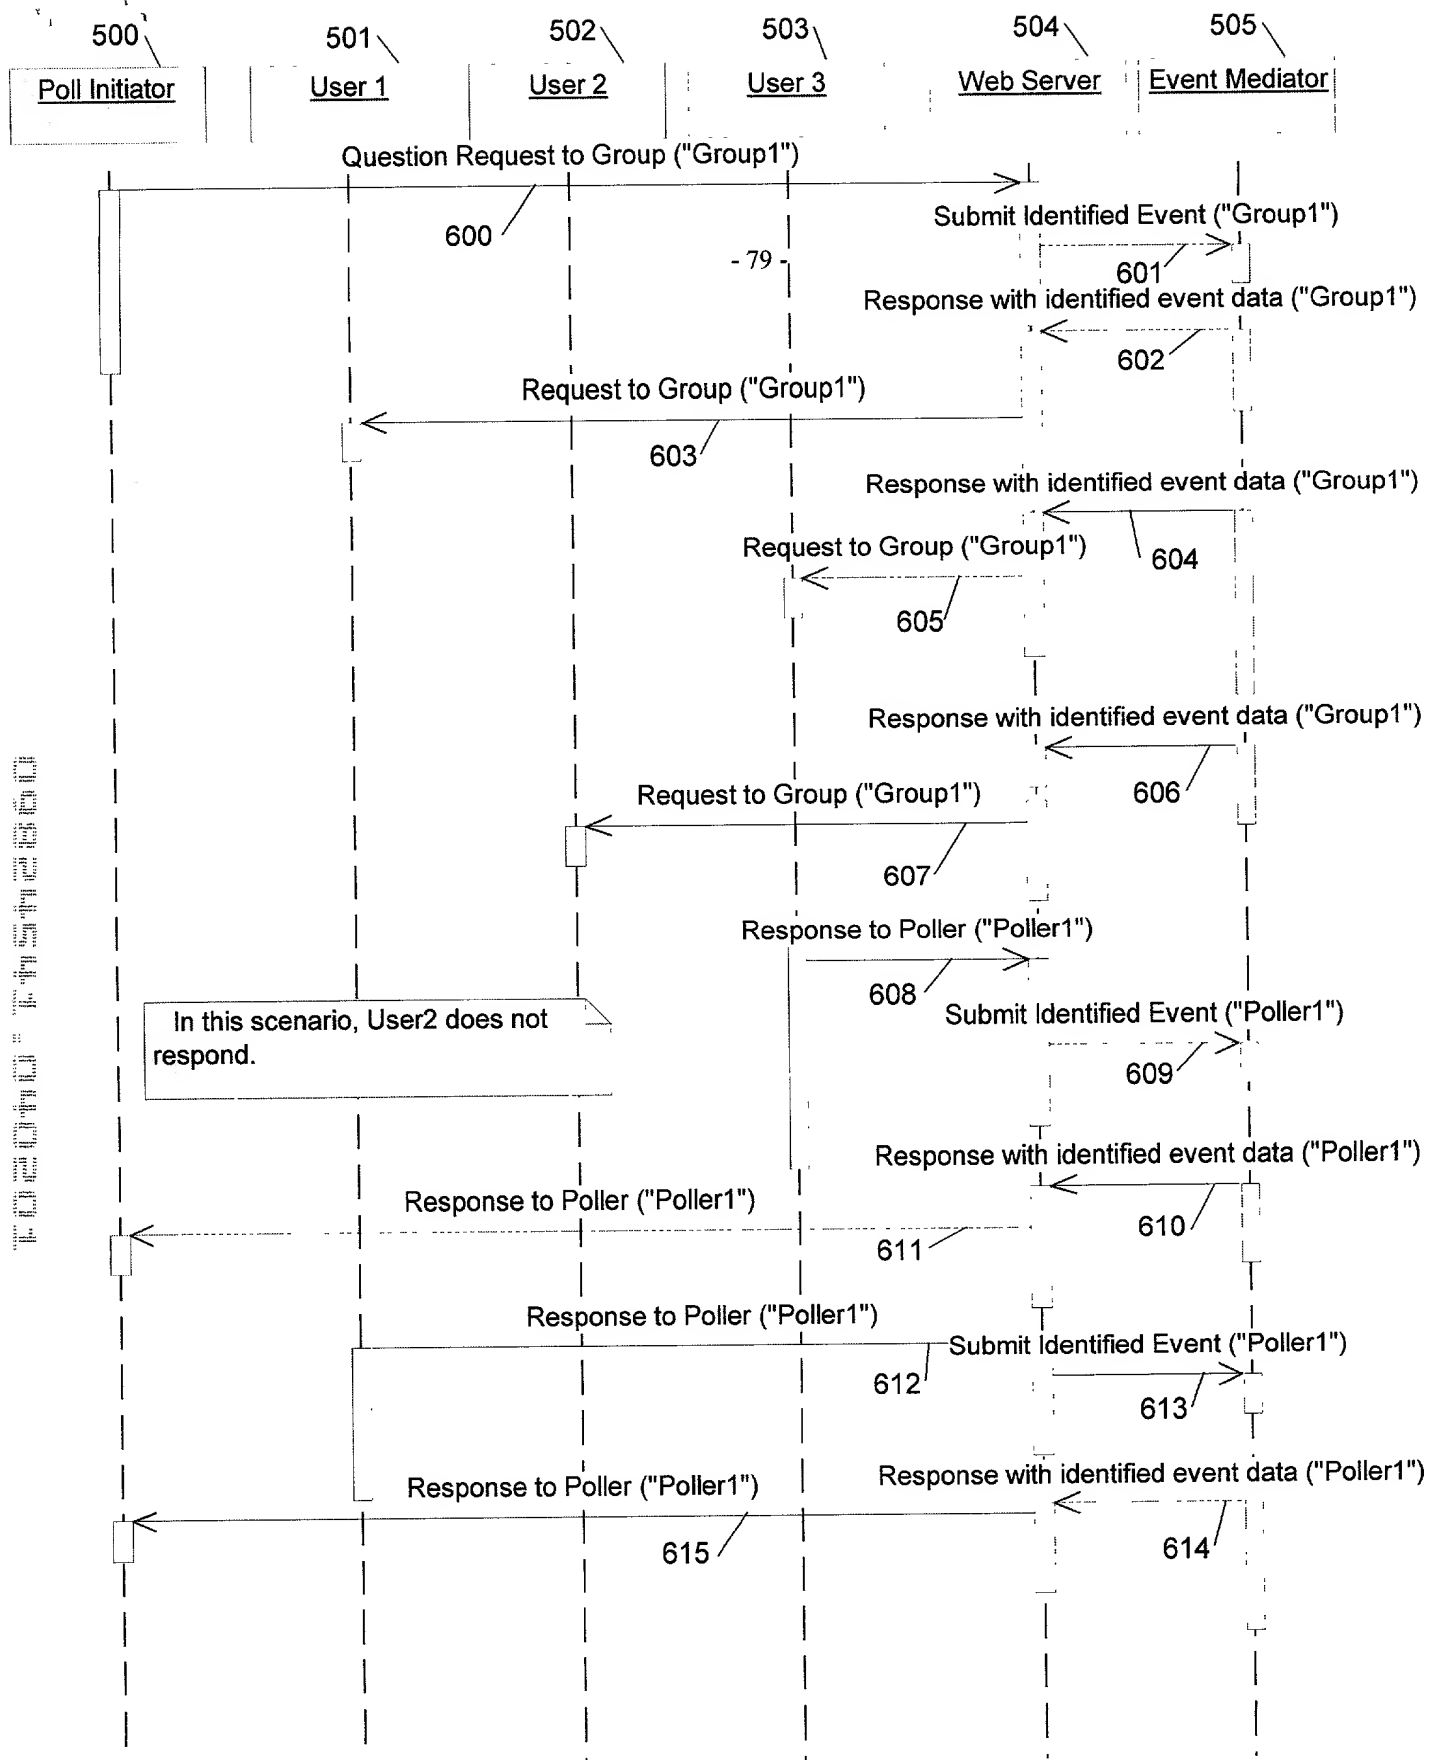 500
501
502
503
504
505
Poll Initiator
User 1
User 2
User 3
Web Server
Event Mediator
Question Request to Group ("Group1")
600
Submit Identified Event ("Group1")
- 79 -
601
Response with identified event data ("Group1")
602
Request to Group ("Group1")
603
Response with identified event data ("Group1")
604
Request to Group ("Group1")
605
Response with identified event data ("Group1")
606
Request to Group ("Group1")
607
Response to Poller ("Poller1")
608
In this scenario, User2 does not
respond.
Submit Identified Event ("Poller1")
609
Response with identified event data ("Poller1")
610
Response to Poller ("Poller1")
611
Response to Poller ("Poller1")
612
Submit Identified Event ("Poller1")
613
Response with identified event data ("Poller1")
614
Response to Poller ("Poller1")
615